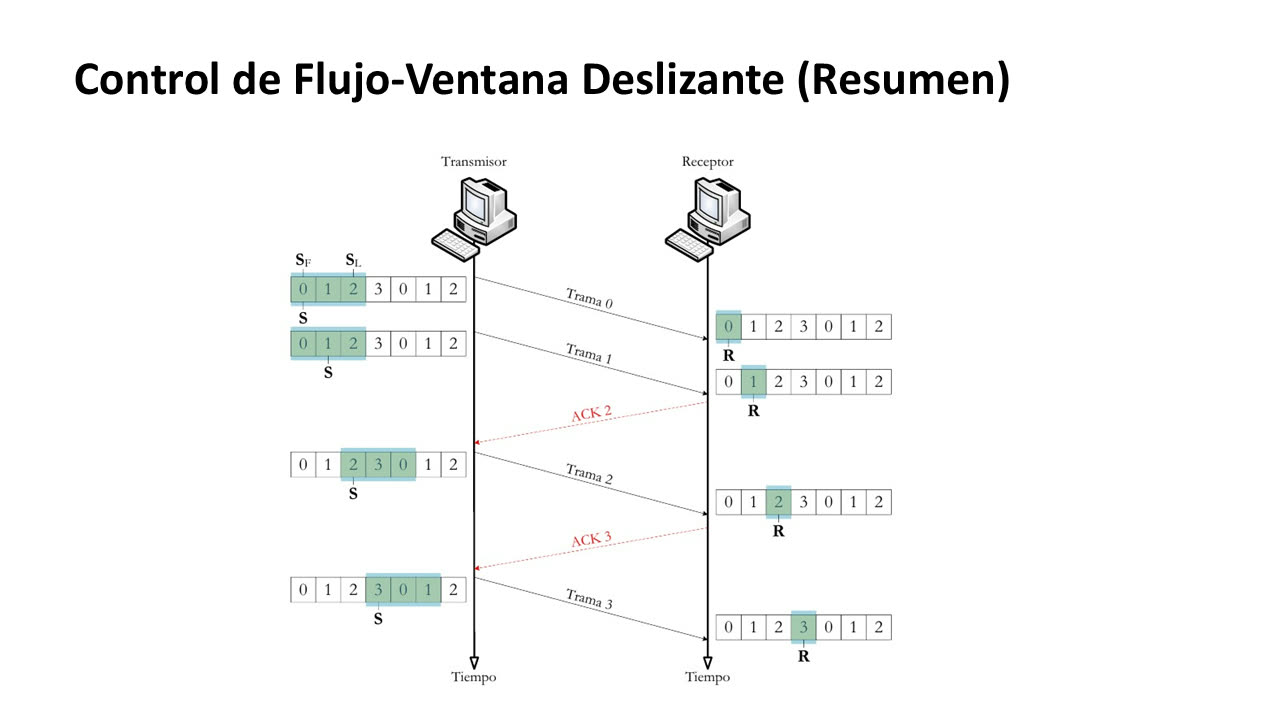 Control de Flujo-Ventana Deslizante (Resumen)
Transmisor Receptor
SF SL
0 1 2 3 0 1 2
S
Trama 0
0 1 2 3 0 1 2
R
0 1 2 3 0 1 2
S
Trama 1
0 1 2 3 0 1 2
R
ACK 2
0 1 2 3 0 1 2
S
Trama 2
0 1 2 3 0 1 2
R
ACK 3
0 1 2 3 0 1 2
S
Trama 3
0 1 2 3 0 1 2
R
Tiempo Tiempo